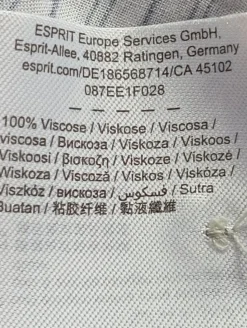 ESPRIT Europe Services GmbH,
Esprit-Allee, 40882 Ratingen, Germany
esprit.com/DE186568714/CA 45102
087EE1F028
— — — — —
100% Viscose / Viskose / Viscosa /
viscosa / Вискоза / Viskoza / Viskoos /
Viskoosi / βισκοζη / Viskoze / Viskozė /
Wiskoza / Viscoză / Viskos / Viskóza /
Viszkóz / вискоза / فسكوس / Sutra
Buatan / 粘胶纤维 / 黏液纖維